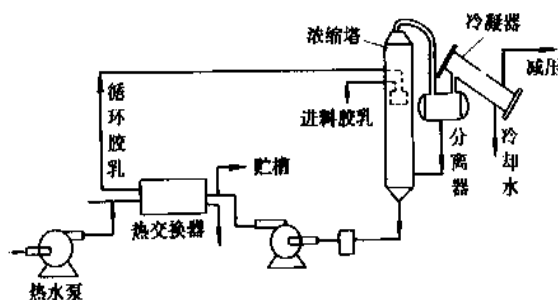 冷凝器
浓缩塔
减压
循环胶乳
进料胶乳
分离器
冷却水
贮槽
热交换器
热水泵